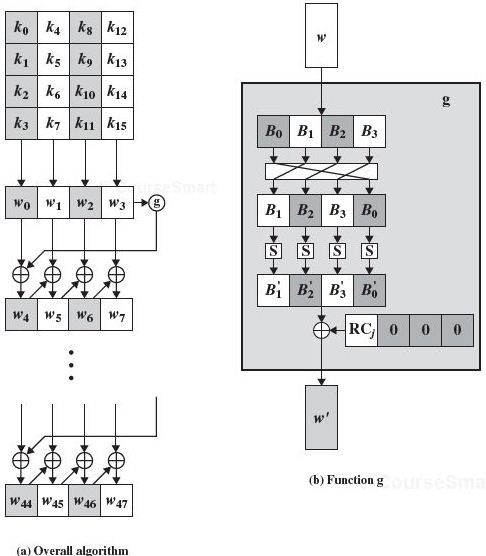 k0 k4 k8 k12
k1 k5 k9 k13
k2 k6 k10 k14
k3 k7 k11 k15
w0 w1 w2 w3 g
w4 w5 w6 w7
w44 w45 w46 w47
(a) Overall algorithm
w
g
B0 B1 B2 B3
B1 B2 B3 B0
S S S S
B'1 B'2 B'3 B'0
RCj 0 0 0
w'
(b) Function g
urseSmart
CourseSma